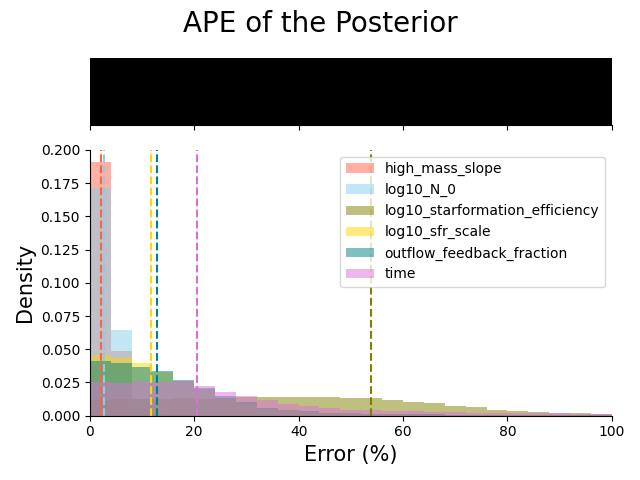 APE of the Posterior
0.200
0.175
0.150
0.125
0.100
0.075
0.050
0.025
0.000
Density
high_mass_slope
log10_N_0
log10_starformation_efficiency
log10_sfr_scale
outflow_feedback_fraction
time
0 20 40 60 80 100
Error (%)